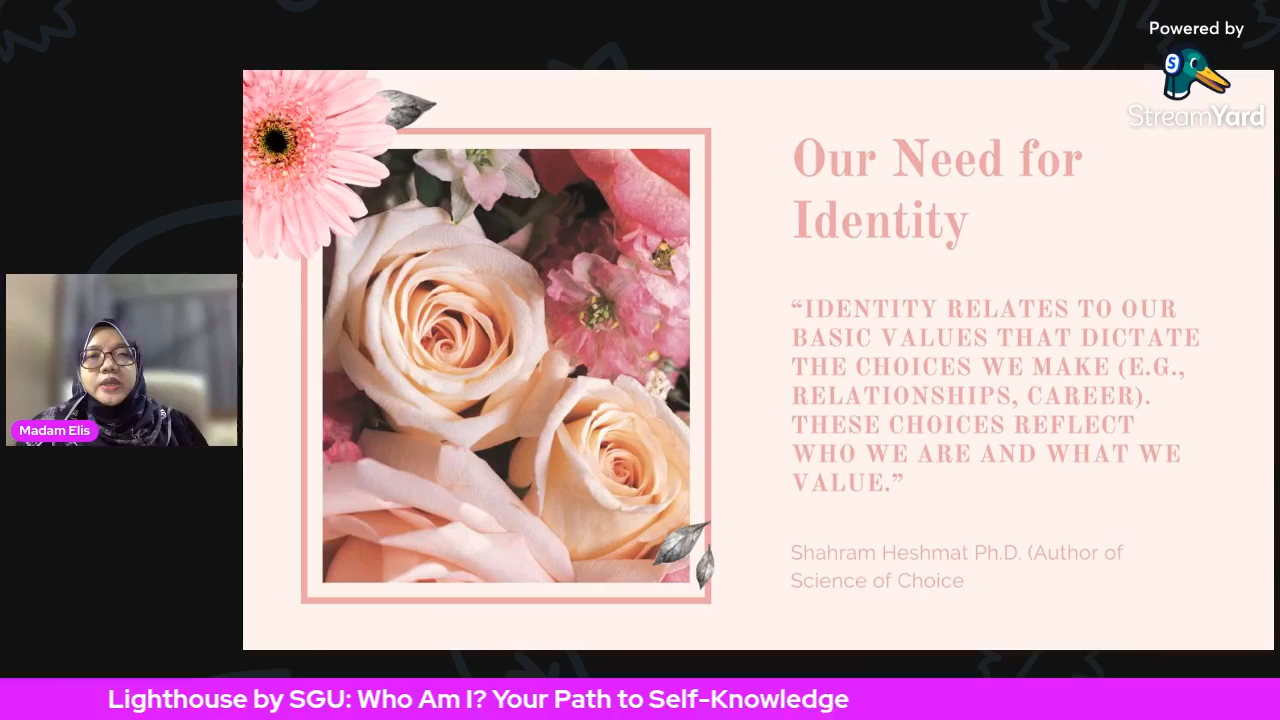 Powered by
S
StreamYard
Our Need for
Identity
“IDENTITY RELATES TO OUR
BASIC VALUES THAT DICTATE
THE CHOICES WE MAKE (E.G.,
RELATIONSHIPS, CAREER).
THESE CHOICES REFLECT
WHO WE ARE AND WHAT WE
VALUE.”
Shahram Heshmat Ph.D. (Author of
Science of Choice
Madam Elis
Lighthouse by SGU: Who Am I? Your Path to Self-Knowledge